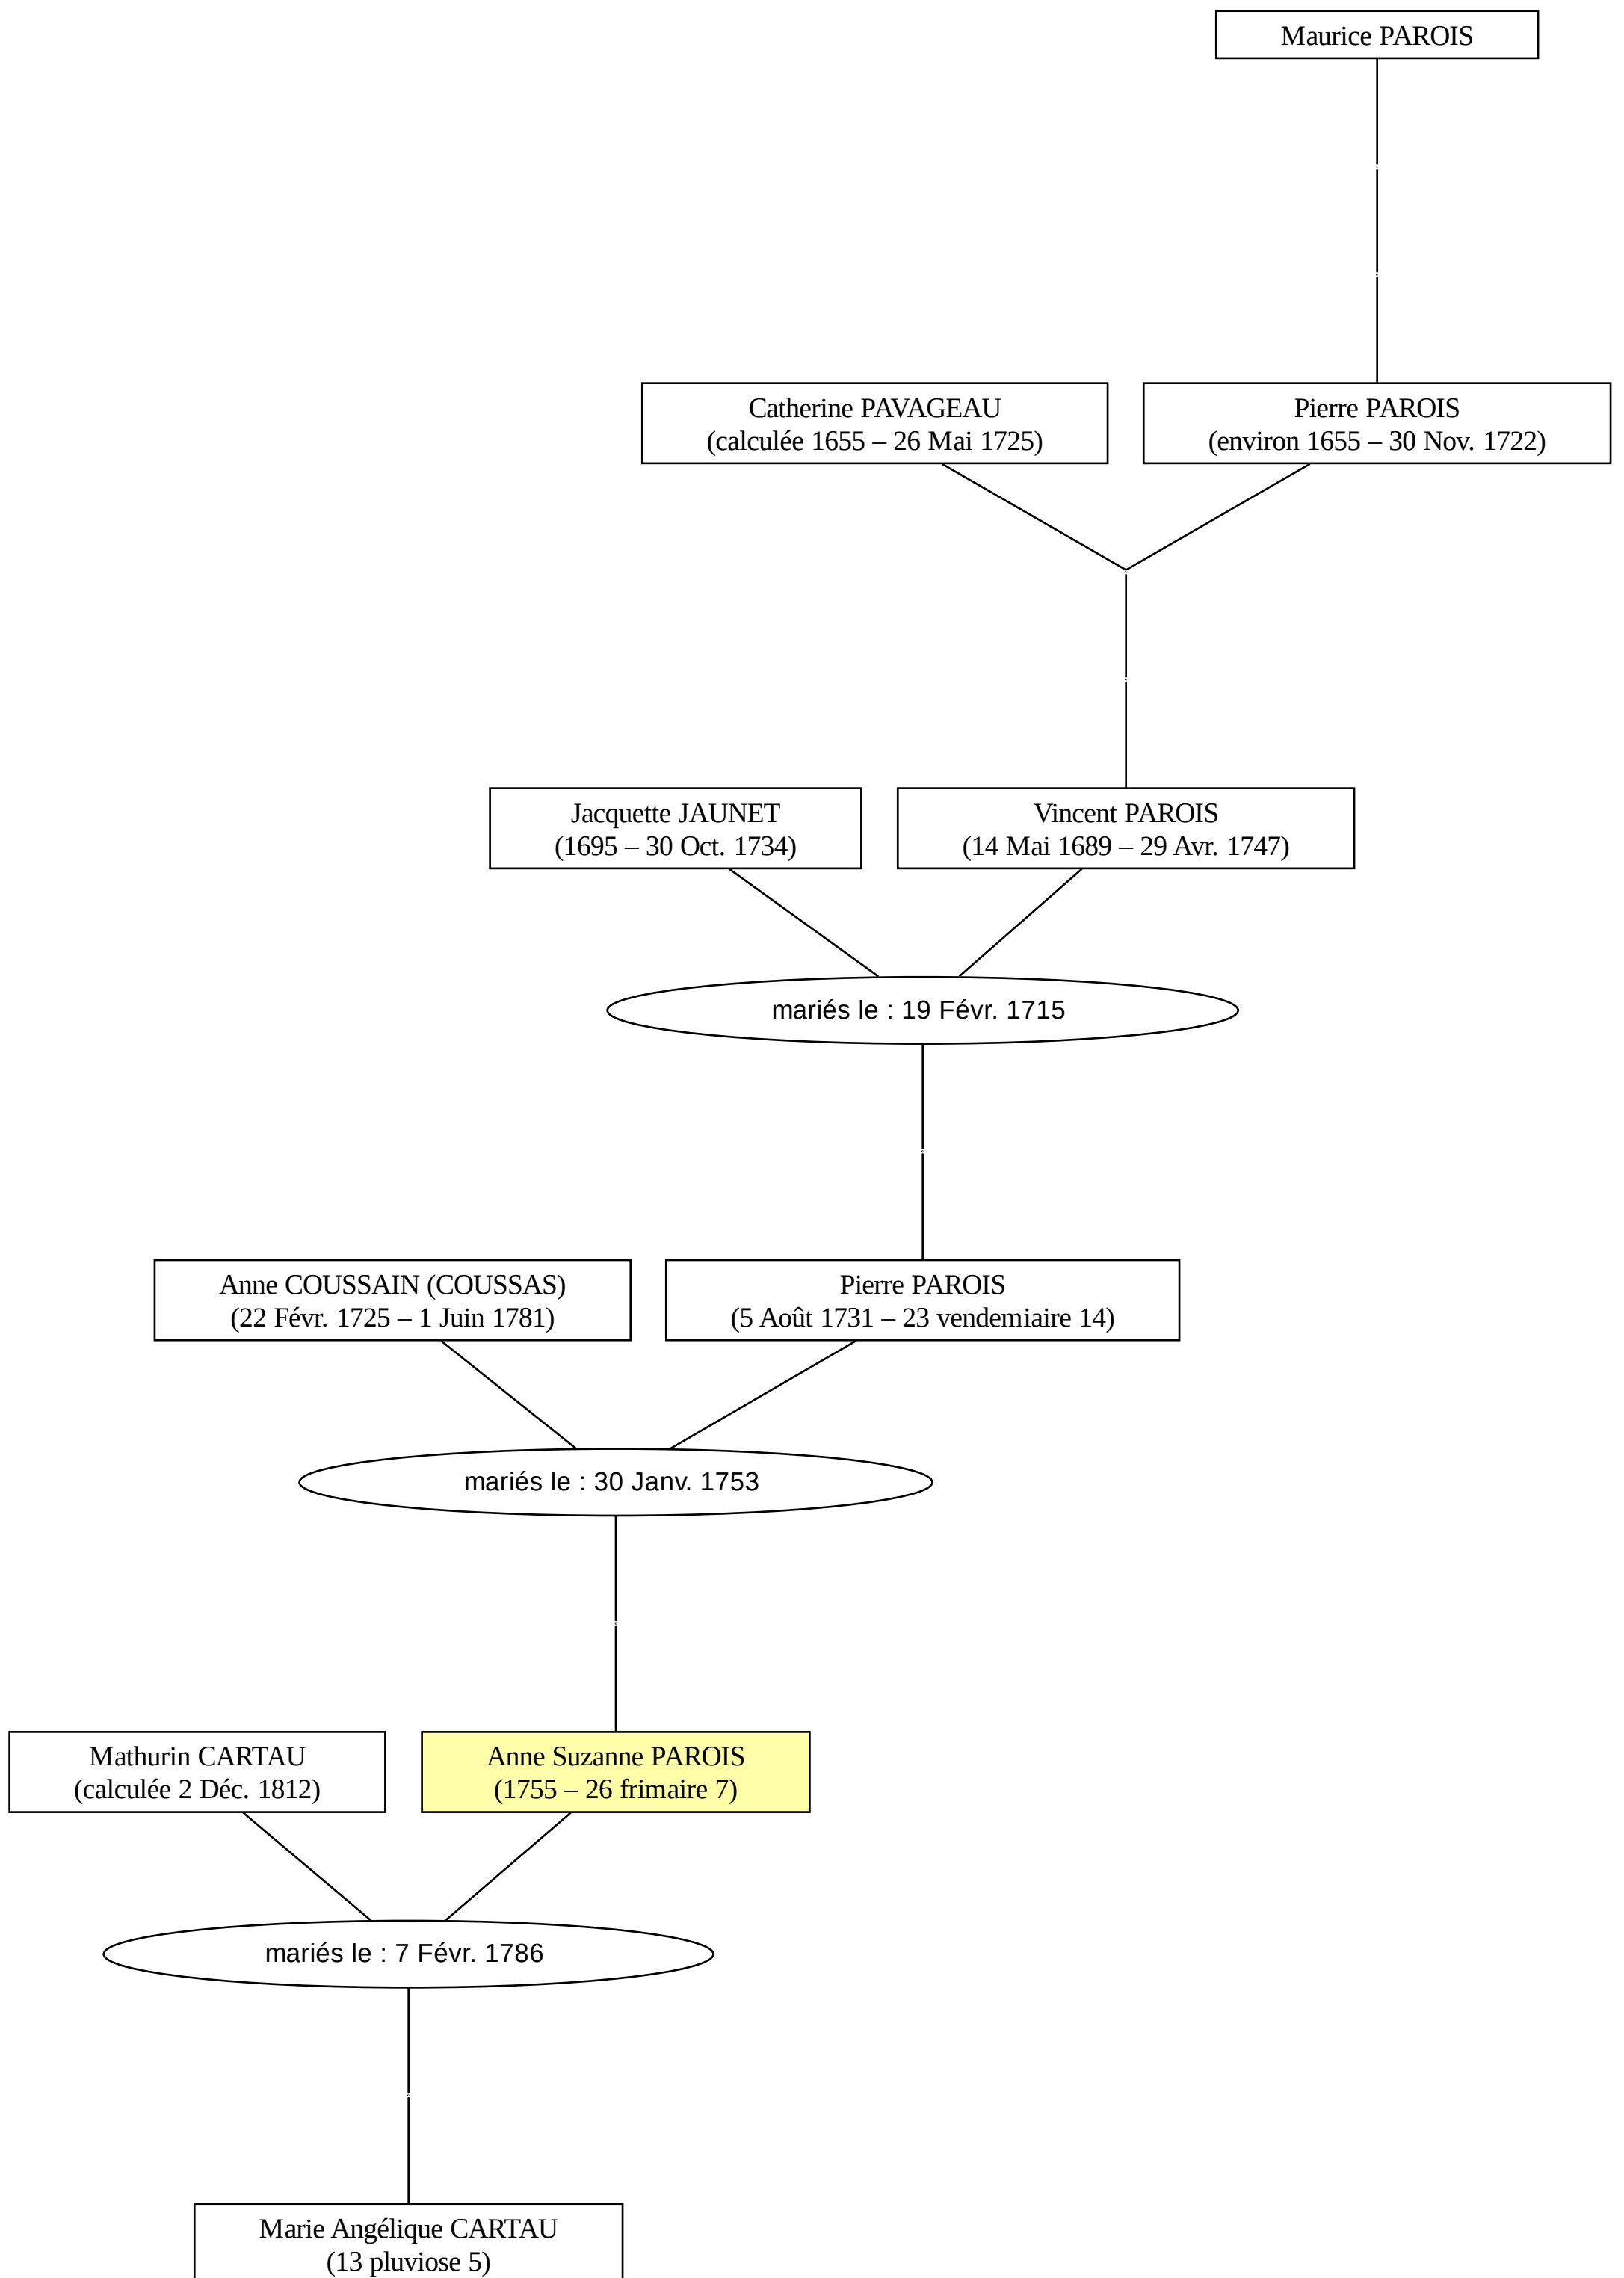 Maurice PAROIS
Catherine PAVAGEAU
(calculée 1655 – 26 Mai 1725)
Pierre PAROIS
(environ 1655 – 30 Nov. 1722)
Jacquette JAUNET
(1695 – 30 Oct. 1734)
Vincent PAROIS
(14 Mai 1689 – 29 Avr. 1747)
mariés le : 19 Févr. 1715
Anne COUSSAIN (COUSSAS)
(22 Févr. 1725 – 1 Juin 1781)
Pierre PAROIS
(5 Août 1731 – 23 vendemiaire 14)
mariés le : 30 Janv. 1753
Mathurin CARTAU
(calculée 2 Déc. 1812)
Anne Suzanne PAROIS
(1755 – 26 frimaire 7)
mariés le : 7 Févr. 1786
Marie Angélique CARTAU
(13 pluviose 5)